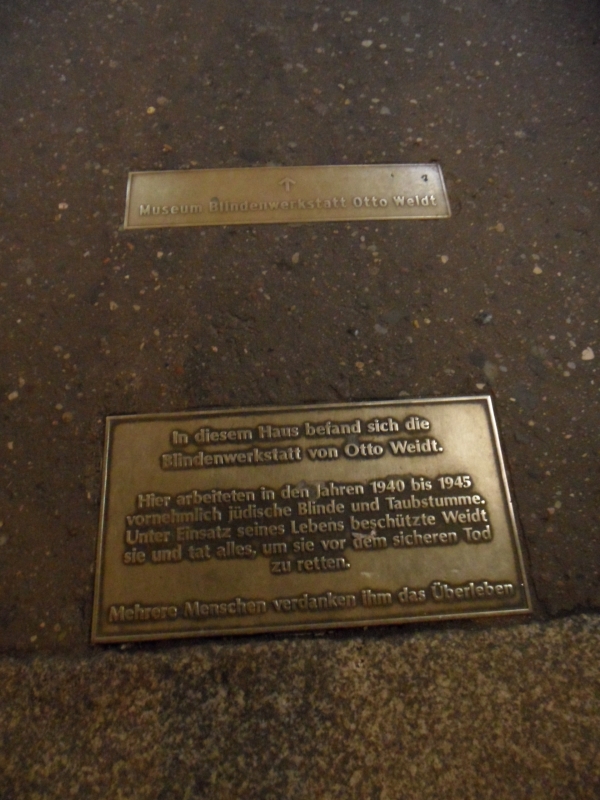 ↑
Museum Blindenwerkstatt Otto Weidt
In diesem Haus befand sich die
Blindenwerkstatt von Otto Weidt.
Hier arbeiteten in den Jahren 1940 bis 1945
vornehmlich jüdische Blinde und Taubstumme.
Unter Einsatz seines Lebens beschützte Weidt
sie und tat alles, um sie vor dem sicheren Tod
zu retten.
Mehrere Menschen verdanken ihm das Überleben